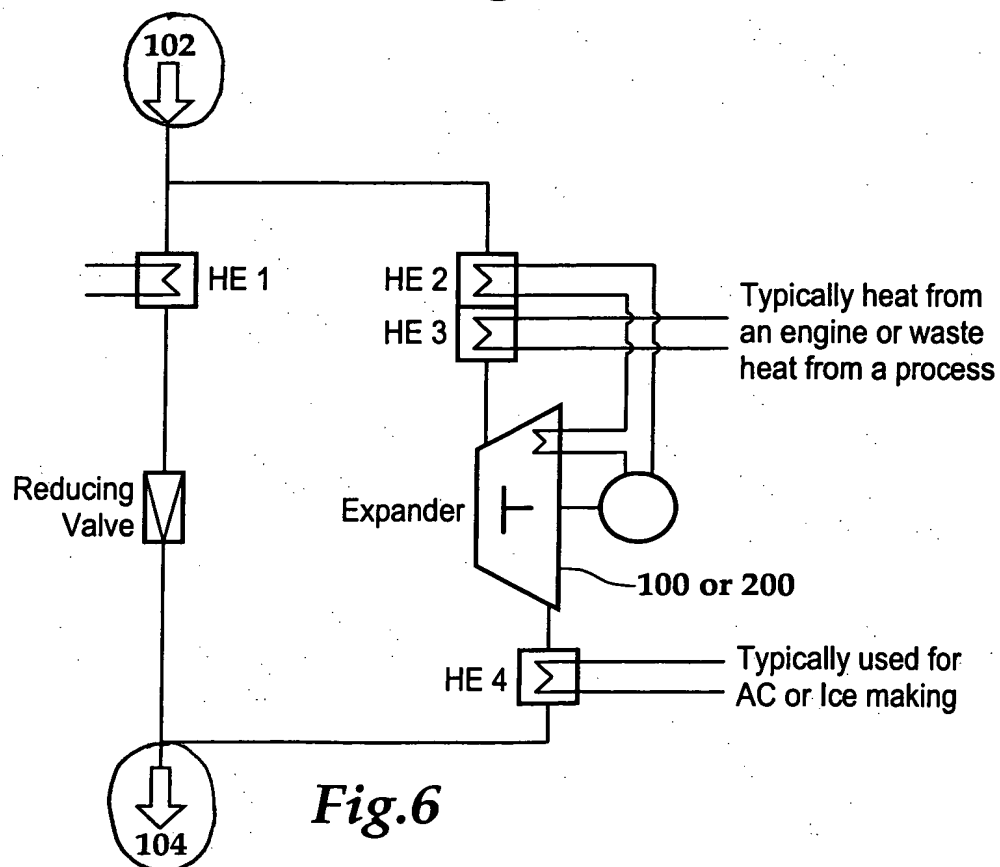 102
HE 1
HE 2
HE 3
Typically heat from
an engine or waste
heat from a process
Reducing
Valve
Expander
100 or 200
HE 4
Typically used for
AC or Ice making
104
Fig.6